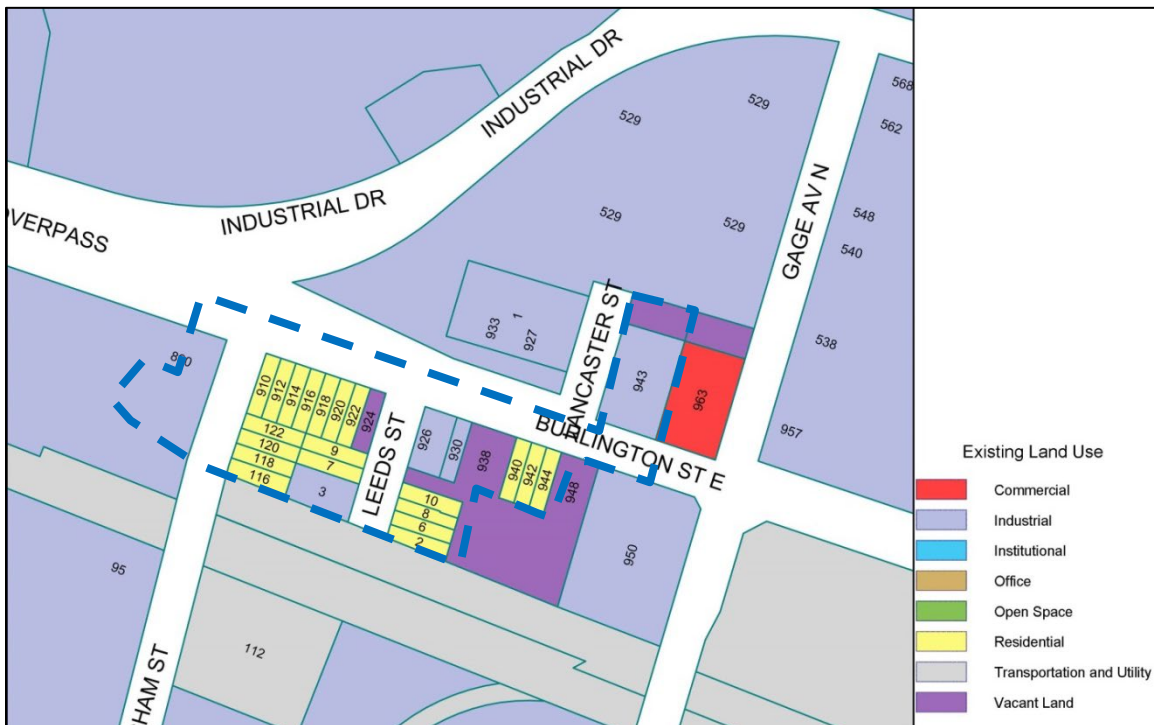 INDUSTRIAL DR
568
529
529
562
INDUSTRIAL DR
529
529
548
540
OVERPASS
GAGE AV N
LANCASTER ST
933
1
927
538
943
963
910
912
914
916
918
920
922
924
BURLINGTON ST E
957
122
120
118
116
9
7
3
LEEDS ST
926
930
938
940
942
944
948
10
8
6
2
950
95
112
HAM ST
Existing Land Use
Commercial
Industrial
Institutional
Office
Open Space
Residential
Transportation and Utility
Vacant Land